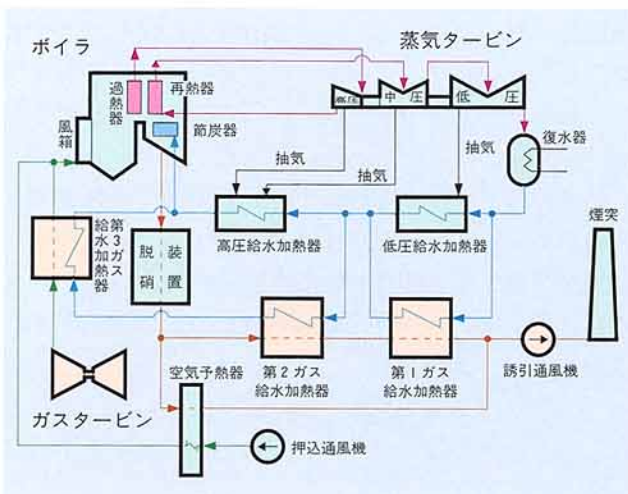 ボイラ
蒸気タービン
過熱器
再熱器
高圧
中圧
低圧
風箱
節炭器
復水器
抽気
抽気
抽気
煙突
第3ガス
給水加熱器
脱硝
装置
高圧給水加熱器
低圧給水加熱器
空気予熱器
第2ガス
給水加熱器
第1ガス
給水加熱器
誘引通風機
ガスタービン
押込通風機